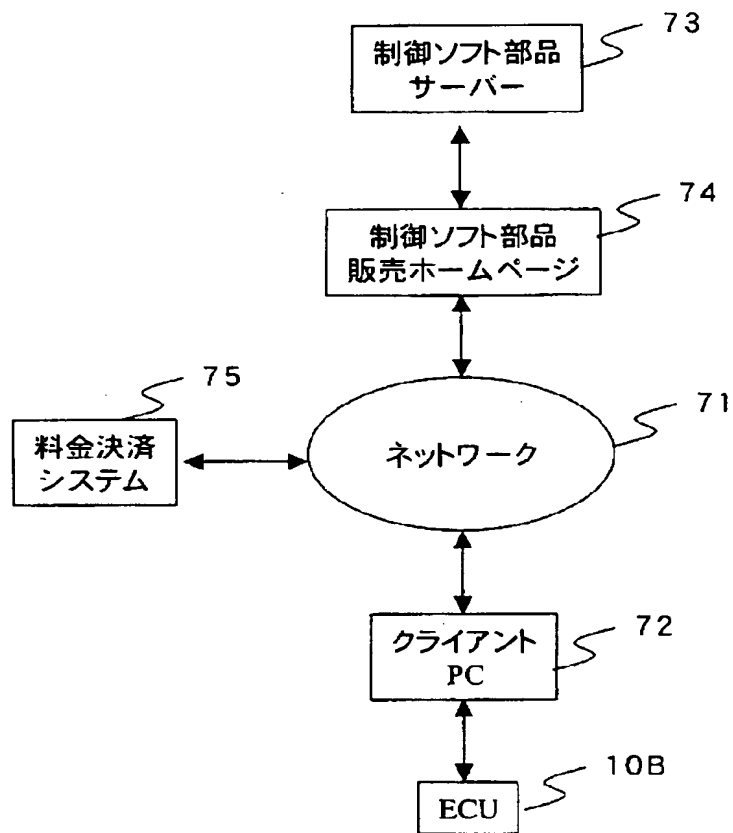 73
制御ソフト部品
サーバー
74
制御ソフト部品
販売ホームページ
75
71
料金決済
システム
ネットワーク
72
クライアント
PC
10B
ECU